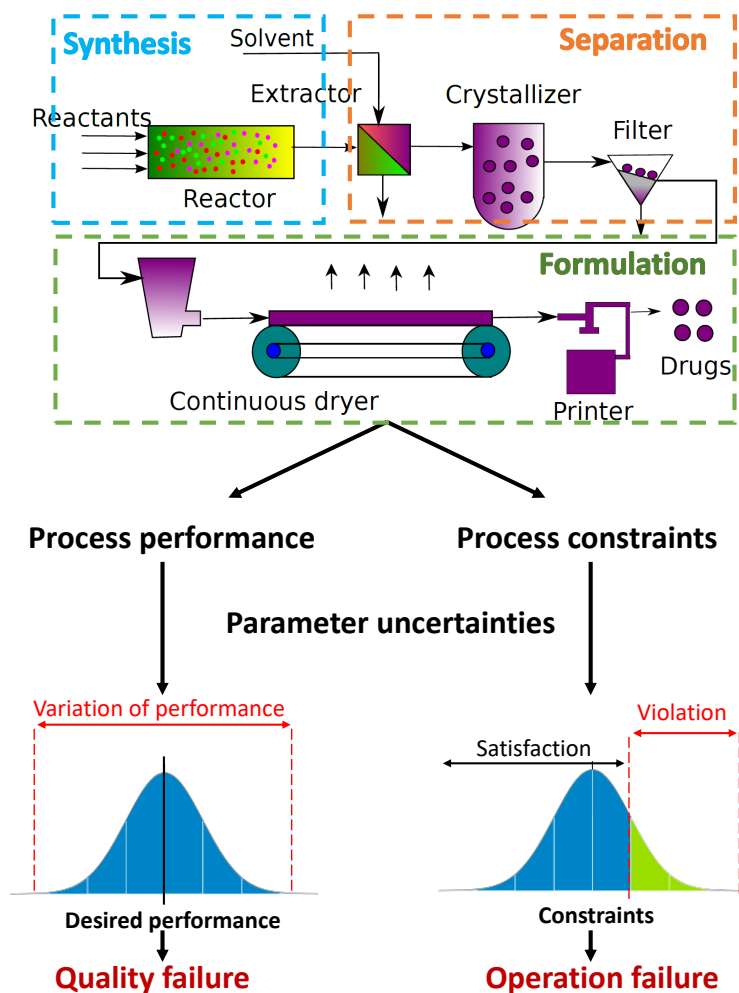 Synthesis
Solvent
Separation
Reactants
Extractor
Crystallizer
Filter
Reactor
Formulation
Continuous dryer
Printer
Drugs
Process performance
Process constraints
Parameter uncertainties
Variation of performance
Violation
Satisfaction
Desired performance
Constraints
Quality failure
Operation failure